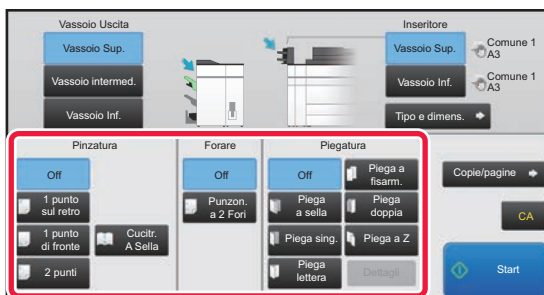 Vassoio Uscita
Inseritore
Vassoio Sup.
Vassoio intermed.
Vassoio Inf.
Vassoio Sup.
Comune 1
A3
Vassoio Inf.
Comune 1
A3
Tipo e dimens.
Pinzatura
Off
1 punto
sul retro
1 punto
di fronte
Cucitr.
A Sella
2 punti
Forare
Off
Punzon.
a 2 Fori
Piegatura
Off
Piega a
fisarm.
Piega
a sella
Piega
doppia
Piega sing.
Piega a Z
Piega
lettera
Dettagli
Copie/pagine
CA
Start